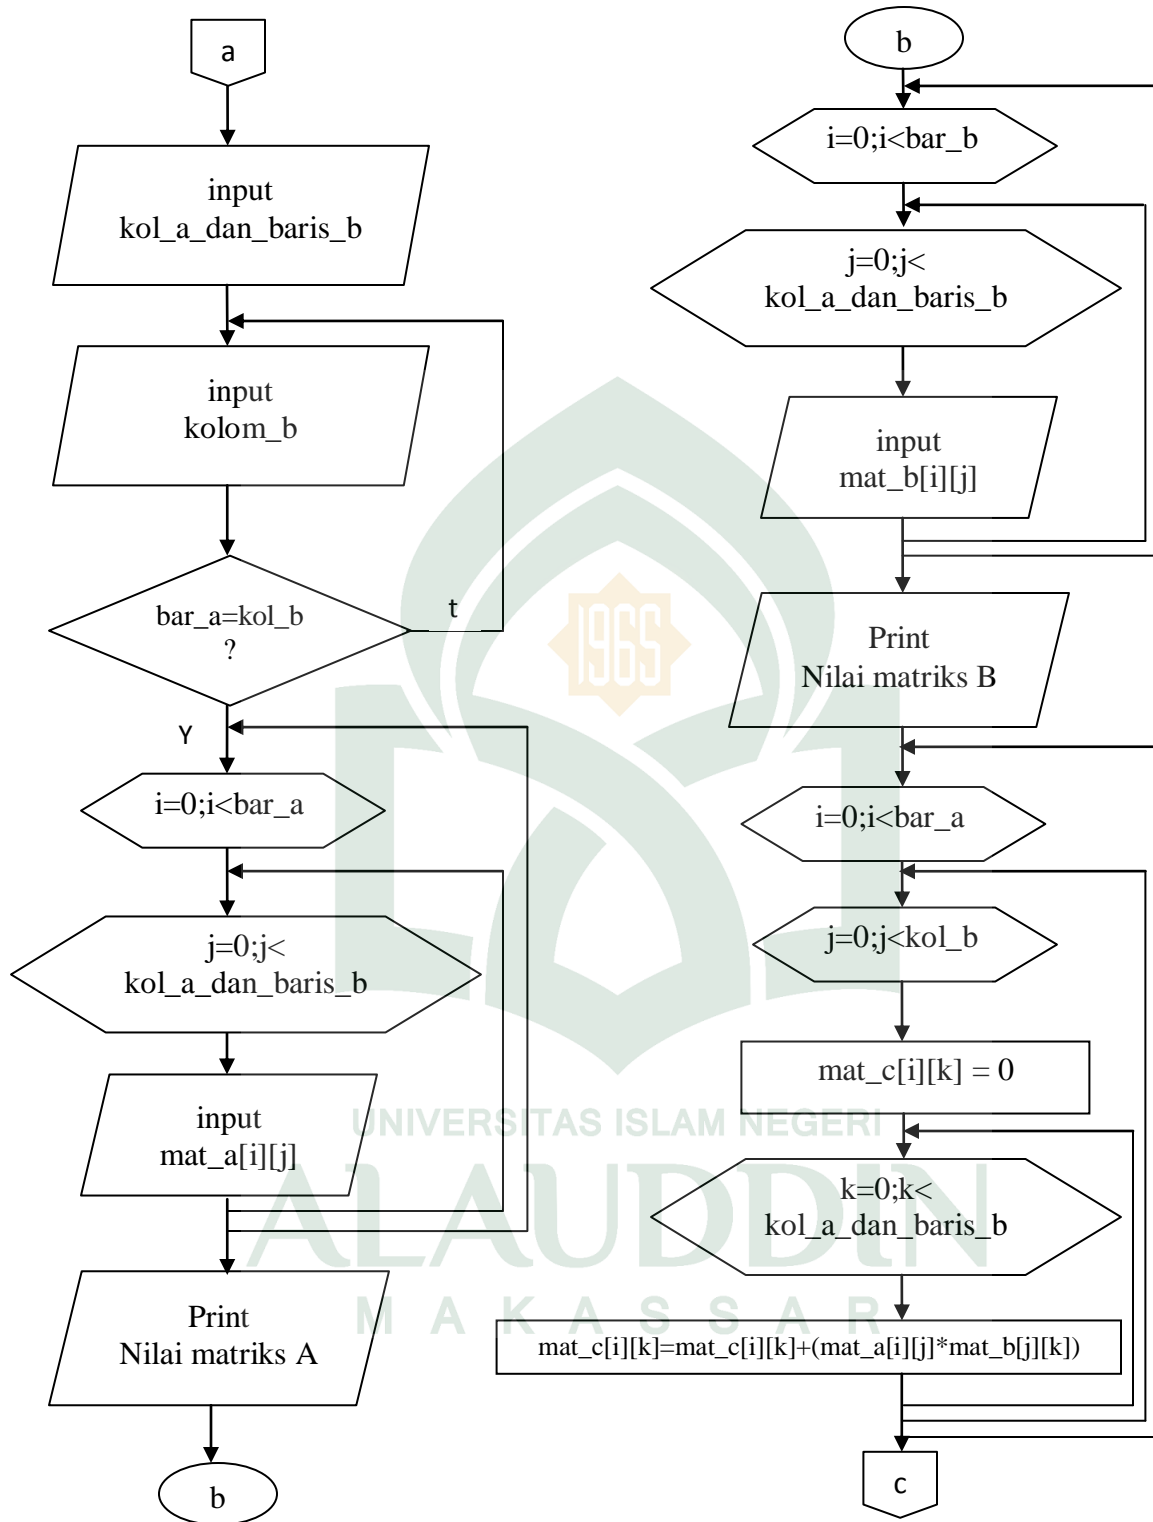 a
input
kol_a_dan_baris_b
input
kolom_b
bar_a=kol_b
?
t
Y
i=0;i<bar_a
j=0;j<
kol_a_dan_baris_b
input
mat_a[i][j]
Print
Nilai matriks A
b
b
i=0;i<bar_b
j=0;j<
kol_a_dan_baris_b
input
mat_b[i][j]
Print
Nilai matriks B
i=0;i<bar_a
j=0;j<kol_b
mat_c[i][k] = 0
k=0;k<
kol_a_dan_baris_b
mat_c[i][k]=mat_c[i][k]+(mat_a[i][j]*mat_b[j][k])
c
1965
UNIVERSITAS ISLAM NEGERI
ALAUDDIN
MAKASSAR